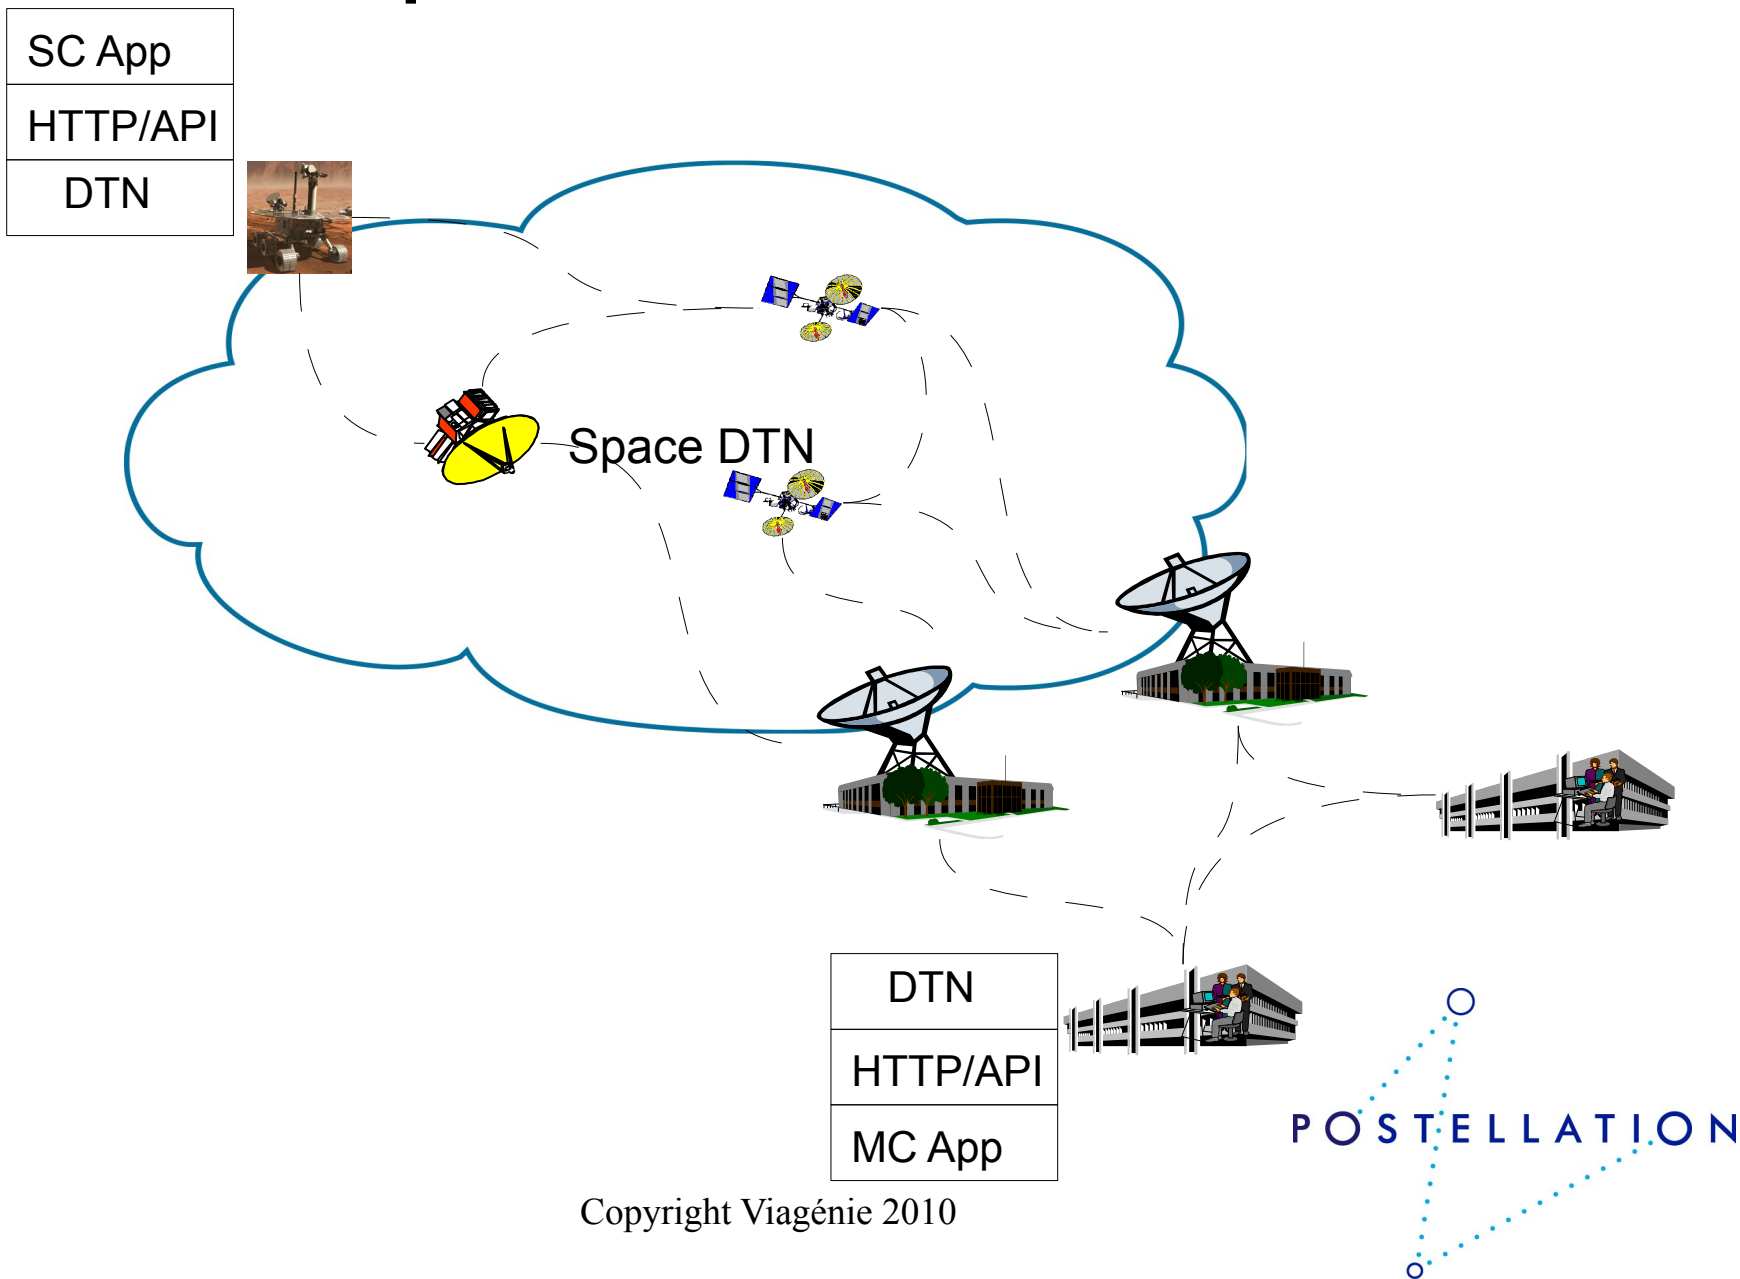 SC App
HTTP/API
DTN
Space DTN
DTN
HTTP/API
MC App
POSTELLATION
Copyright Viagénie 2010